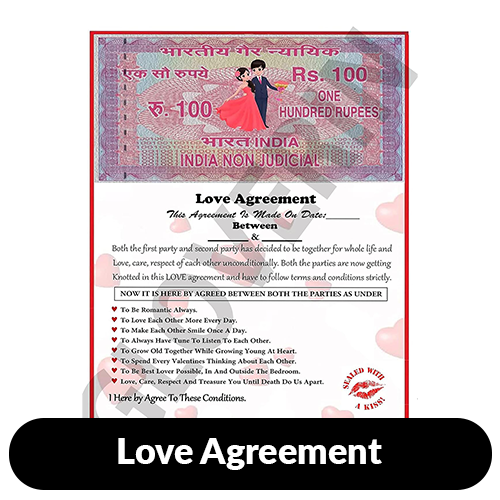 भारतीय गैर न्यायिक
एक सौ रुपये Rs. 100
रु. 100 ONE
HUNDRED RUPEES
भारत INDIA
INDIA NON JUDICIAL
Love Agreement
This Agreement Is Made On Dates:______
Between
________ & ________
Both the first party and second party has decided to be together for whole life and
Love, care, respect of each other unconditionally. Both the parties are now getting
Knotted in this LOVE agreement and have to follow terms and conditions strictly.
NOW IT IS HERE BY AGREED BETWEEN BOTH THE PARTIES AS UNDER
♥ To Be Romantic Always.
♥ To Love Each Other More Every Day.
♥ To Make Each Other Smile Once A Day.
♥ To Always Have Tune To Listen To Each Other.
♥ To Grow Old Together While Growing Young At Heart.
♥ To Spend Every Valentines Thinking About Each Other.
♥ To Be Best Lover Possible, In And Outside The Bedroom.
♥ Love, Care, Respect And Treasure You Until Death Do Us Apart.
I Here by Agree To These Conditions.
SEALED WITH
A KISS!
Love Agreement